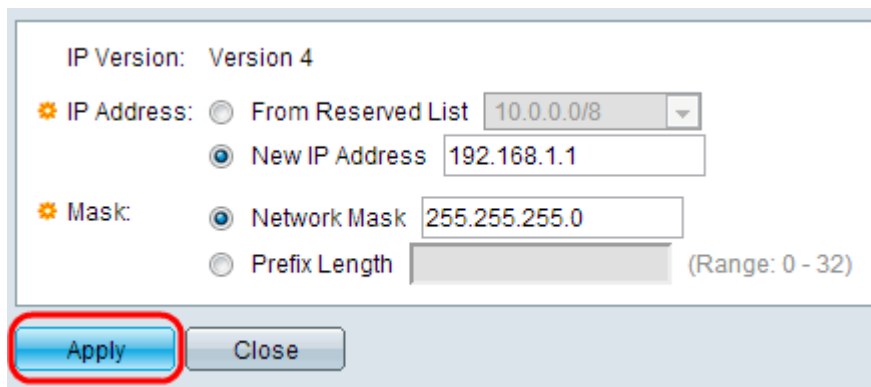 IP Version: Version 4
IP Address: From Reserved List 10.0.0.0/8
New IP Address 192.168.1.1
Mask: Network Mask 255.255.255.0
Prefix Length (Range: 0 - 32)
Apply Close